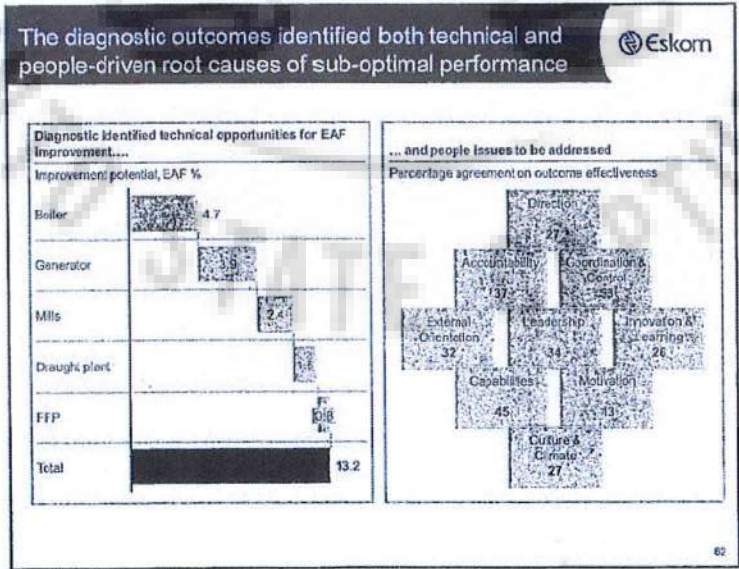 The diagnostic outcomes identified both technical and
people-driven root causes of sub-optimal performance
Eskom
Diagnostic identified technical opportunities for EAF
improvement....
Improvement potential, EAF %
Boiler
4.7
Generator
Mills
2.4
Draught plant
FFP
0.8
Total
13.2
... and people issues to be addressed
Percentage agreement on outcome effectiveness
Direction
27
Accountability
37
Coordination &
Control
External
Orientation
32
Leadership
34
Innovation &
Learning
26
Capabilities
45
Motivation
Culture &
Climate
27
62
STATE